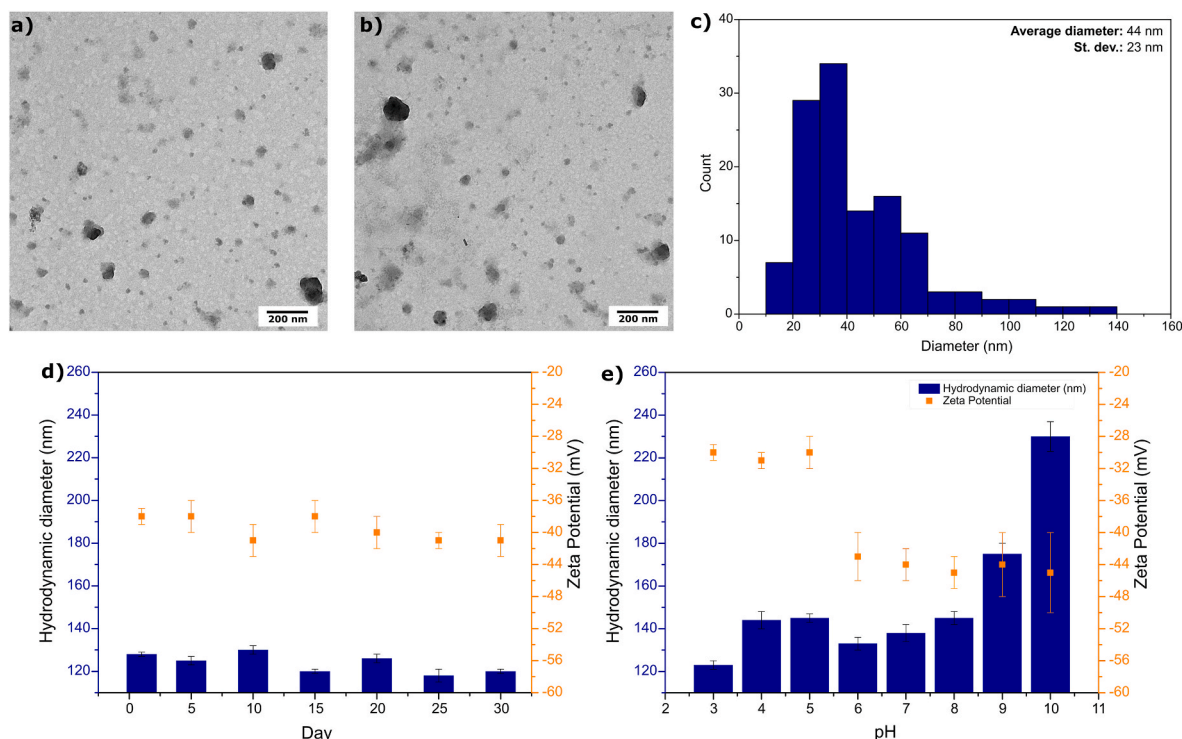 a)
200 nm
b)
200 nm
c)
Average diameter: 44 nm
St. dev.: 23 nm
40
30
20
10
0
Count
0 20 40 60 80 100 120 140 160
Diameter (nm)
d)
260
240
220
200
180
160
140
120
Hydrodynamic diameter (nm)
-20
-24
-28
-32
-36
-40
-44
-48
-52
-56
-60
Zeta Potential (mV)
0 5 10 15 20 25 30
Day
e)
Hydrodynamic diameter (nm)
Zeta Potential
260
240
220
200
180
160
140
120
Hydrodynamic diameter (nm)
-20
-24
-28
-32
-36
-40
-44
-48
-52
-56
-60
Zeta Potential (mV)
2 3 4 5 6 7 8 9 10 11
pH